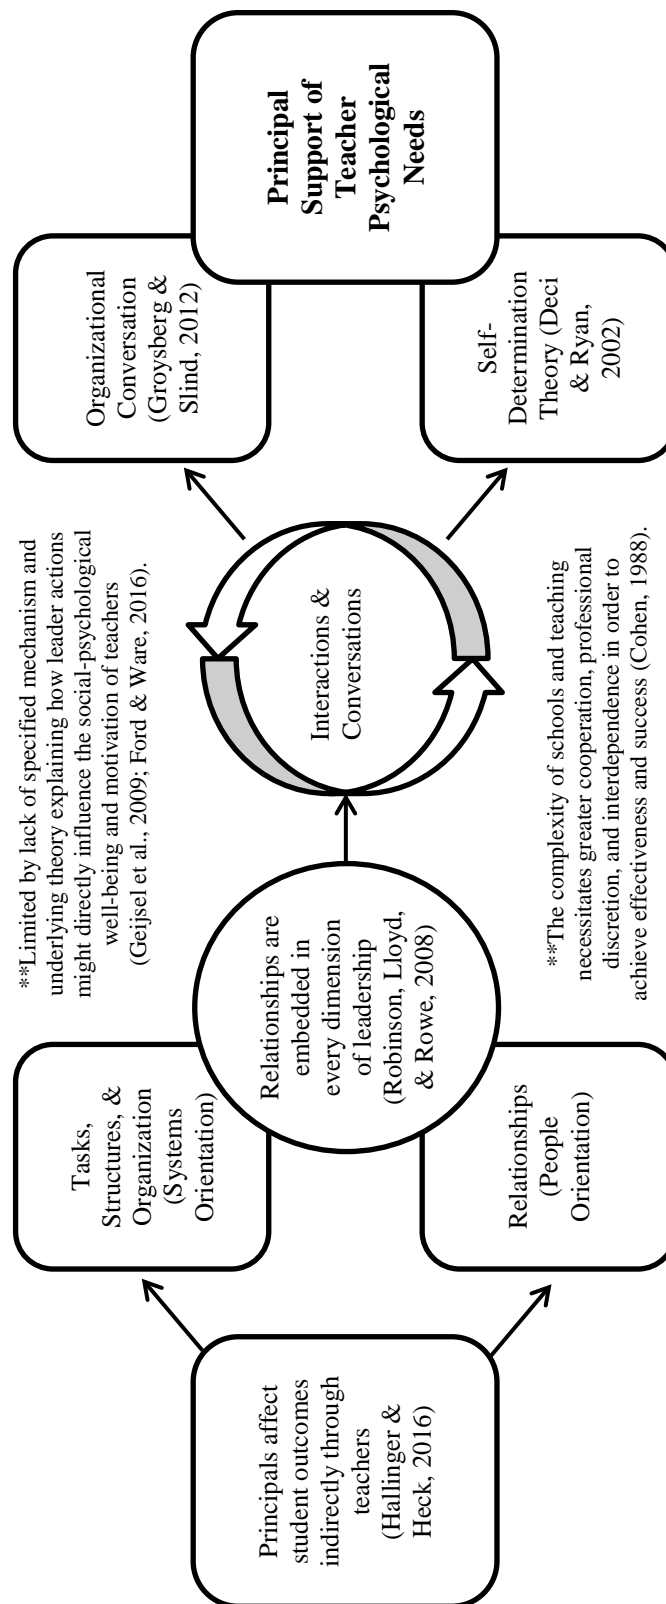 Principals affect
student outcomes
indirectly through
teachers
(Hallinger &
Heck, 2016)
Tasks,
Structures, &
Organization
(Systems
Orientation)
Relationships
(People
Orientation)
Relationships are
embedded in
every dimension
of leadership
(Robinson, Lloyd,
& Rowe, 2008)
**Limited by lack of specified mechanism and
underlying theory explaining how leader actions
might directly influence the social-psychological
well-being and motivation of teachers
(Geijsel et al., 2009; Ford & Ware, 2016).
Interactions &
Conversations
**The complexity of schools and teaching
necessitates greater cooperation, professional
discretion, and interdependence in order to
achieve effectiveness and success (Cohen, 1988).
Organizational
Conversation
(Groysberg &
Slind, 2012)
Self-
Determination
Theory (Deci
& Ryan,
2002)
Principal
Support of
Teacher
Psychological
Needs